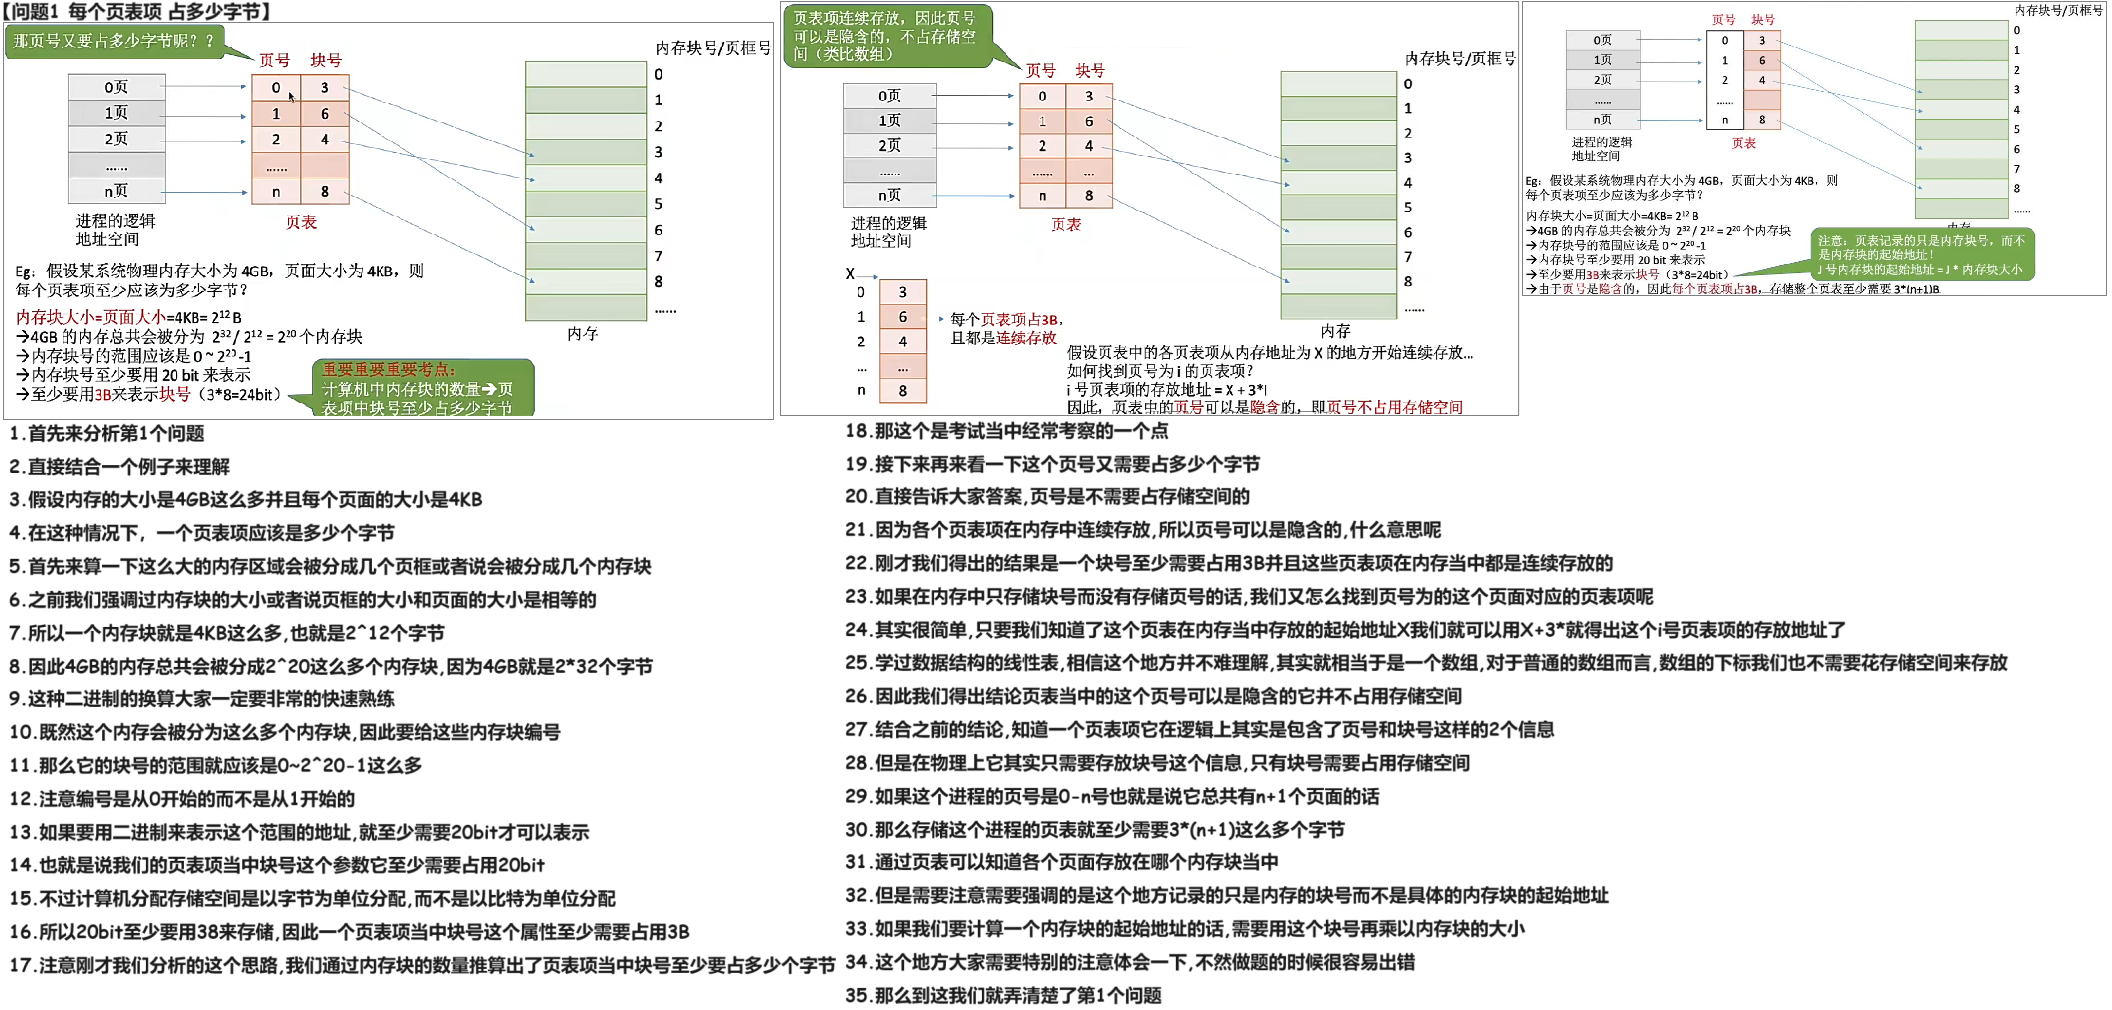 【问题1 每个页表项 占多少字节】
那页号又要占多少字节呢？？
页号 块号
内存块号/页框号
0页
1页
2页
……
n页
0 3
1 6
2 4
……
n 8
0
1
2
3
4
5
6
7
8
……
进程的逻辑
地址空间
页表
内存
Eg：假设某系统物理内存大小为 4GB，页面大小为 4KB，则
每个页表项至少应该为多少字节？
内存块大小=页面大小=4KB= 2¹² B
→4GB 的内存总共会被分为 2³² / 2¹² = 2²⁰ 个内存块
→内存块号的范围应该是 0 ~ 2²⁰ -1
→内存块号至少要用 20 bit 来表示
→至少要用3B来表示块号（3*8=24bit）
重要重要重要考点：
计算机中内存块的数量→页
表项中块号至少占多少字节
页表项连续存放，因此页号
可以是隐含的，不占存储空
间（类比数组）
页号 块号
内存块号/页框号
0页
1页
2页
……
n页
0 3
1 6
2 4
…… …
n 8
0
1
2
3
4
5
6
7
8
……
进程的逻辑
地址空间
页表
内存
X
0 3
1 6
2 4
… …
n 8
每个页表项占3B，
且都是连续存放
假设页表中的各页表项从内存地址为 X 的地方开始连续存放…
如何找到页号为 i 的页表项？
i 号页表项的存放地址 = X + 3*i
因此，页表中的页号可以是隐含的，即页号不占用存储空间
页号 块号
内存块号/页框号
0页
1页
2页
……
n页
0 3
1 6
2 4
……
n 8
0
1
2
3
4
5
6
7
8
……
进程的逻辑
地址空间
页表
内存
Eg：假设某系统物理内存大小为 4GB，页面大小为 4KB，则
每个页表项至少应该为多少字节？
内存块大小=页面大小=4KB= 2¹² B
→4GB 的内存总共会被分为 2³² / 2¹² = 2²⁰ 个内存块
→内存块号的范围应该是 0 ~ 2²⁰ -1
→内存块号至少要用 20 bit 来表示
→至少要用3B来表示块号（3*8=24bit）
→由于页号是隐含的，因此每个页表项占3B，存储整个页表至少需要 3*(n+1)B
注意：页表记录的只是内存块号，而不
是内存块的起始地址！
J 号内存块的起始地址 = J * 内存块大小
1.首先来分析第1个问题
2.直接结合一个例子来理解
3.假设内存的大小是4GB这么多并且每个页面的大小是4KB
4.在这种情况下，一个页表项应该是多少个字节
5.首先来算一下这么大的内存区域会被分成几个页框或者说会被分成几个内存块
6.之前我们强调过内存块的大小或者说页框的大小和页面的大小是相等的
7.所以一个内存块就是4KB这么多,也就是2^12个字节
8.因此4GB的内存总共会被分成2^20这么多个内存块,因为4GB就是2*32个字节
9.这种二进制的换算大家一定要非常的快速熟练
10.既然这个内存会被分为这么多个内存块,因此要给这些内存块编号
11.那么它的块号的范围就应该是0~2^20-1这么多
12.注意编号是从0开始的而不是从1开始的
13.如果要用二进制来表示这个范围的地址,就至少需要20bit才可以表示
14.也就是说我们的页表项当中块号这个参数它至少需要占用20bit
15.不过计算机分配存储空间是以字节为单位分配,而不是以比特为单位分配
16.所以20bit至少要用38来存储,因此一个页表项当中块号这个属性至少需要占用3B
17.注意刚才我们分析的这个思路,我们通过内存块的数量推算出了页表项当中块号至少要占多少个字节
18.那这个是考试当中经常考察的一个点
19.接下来再来看一下这个页号又需要占多少个字节
20.直接告诉大家答案,页号是不需要占存储空间的
21.因为各个页表项在内存中连续存放,所以页号可以是隐含的,什么意思呢
22.刚才我们得出的结果是一个块号至少需要占用3B并且这些页表项在内存当中都是连续存放的
23.如果在内存中只存储块号而没有存储页号的话,我们又怎么找到页号为的这个页面对应的页表项呢
24.其实很简单,只要我们知道了这个页表在内存当中存放的起始地址X我们就可以用X+3*就得出这个i号页表项的存放地址了
25.学过数据结构的线性表,相信这个地方并不难理解,其实就相当于是一个数组,对于普通的数组而言,数组的下标我们也不需要花存储空间来存放
26.因此我们得出结论页表当中的这个页号可以是隐含的它并不占用存储空间
27.结合之前的结论,知道一个页表项它在逻辑上其实是包含了页号和块号这样的2个信息
28.但是在物理上它其实只需要存放块号这个信息,只有块号需要占用存储空间
29.如果这个进程的页号是0-n号也就是说它总共有n+1个页面的话
30.那么存储这个进程的页表就至少需要3*(n+1)这么多个字节
31.通过页表可以知道各个页面存放在哪个内存块当中
32.但是需要注意需要强调的是这个地方记录的只是内存的块号而不是具体的内存块的起始地址
33.如果我们要计算一个内存块的起始地址的话,需要用这个块号再乘以内存块的大小
34.这个地方大家需要特别的注意体会一下,不然做题的时候很容易出错
35.那么到这我们就弄清楚了第1个问题